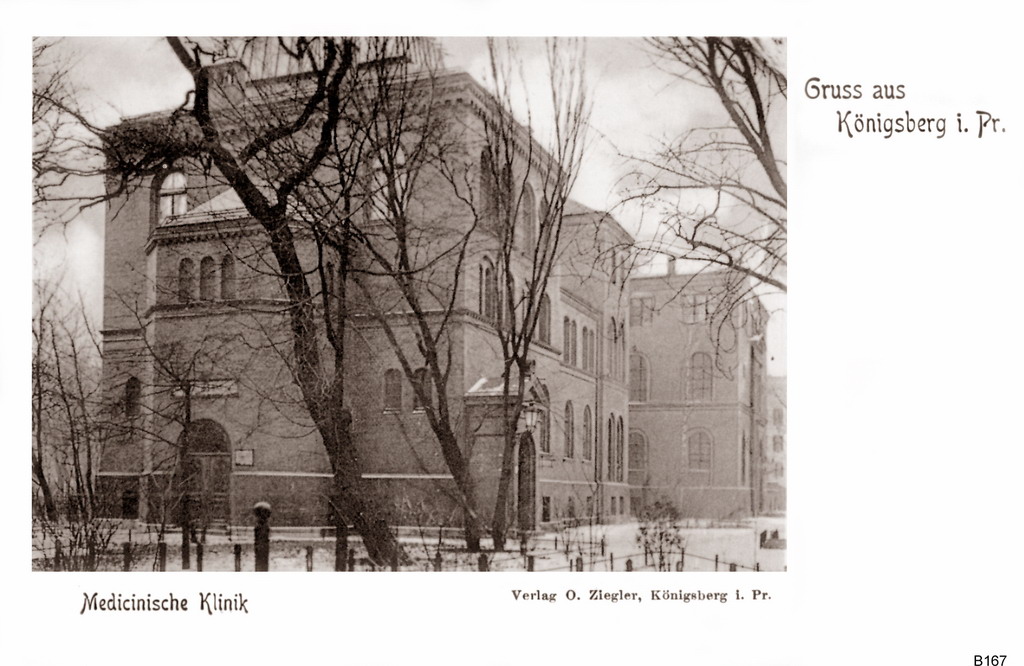 Gruss aus
Königsberg i. Pr.
Medicinische Klinik
Verlag O. Ziegler, Königsberg i. Pr.
B167